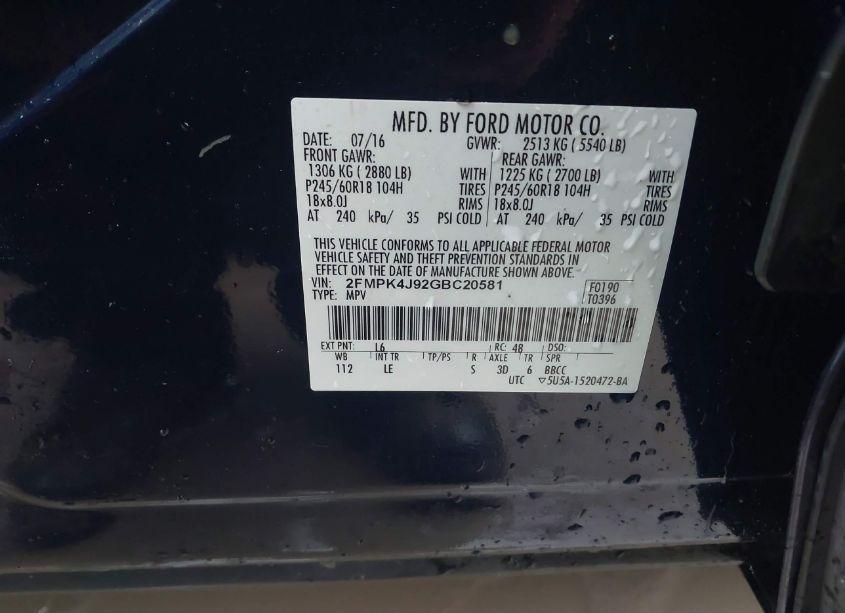 MFD. BY FORD MOTOR CO.
DATE: 07/16 GVWR: 2513 KG ( 5540 LB)
FRONT GAWR: REAR GAWR:
1306 KG ( 2880 LB) WITH 1225 KG ( 2700 LB) WITH
P245/60R18 104H TIRES P245/60R18 104H TIRES
18x8.0J RIMS 18x8.0J RIMS
AT 240 kPa/ 35 PSI COLD AT 240 kPa/ 35 PSI COLD
THIS VEHICLE CONFORMS TO ALL APPLICABLE FEDERAL MOTOR
VEHICLE SAFETY AND THEFT PREVENTION STANDARDS IN
EFFECT ON THE DATE OF MANUFACTURE SHOWN ABOVE.
VIN: 2FMPK4J92GBC20581 F0190
TYPE: MPV T0396
EXT PNT: L6 RC: 48 DSO:
WB INT TR TP/PS R AXLE TR SPR
112 LE S 3D 6 BBCC
UTC ▽5U5A-1520472-BA